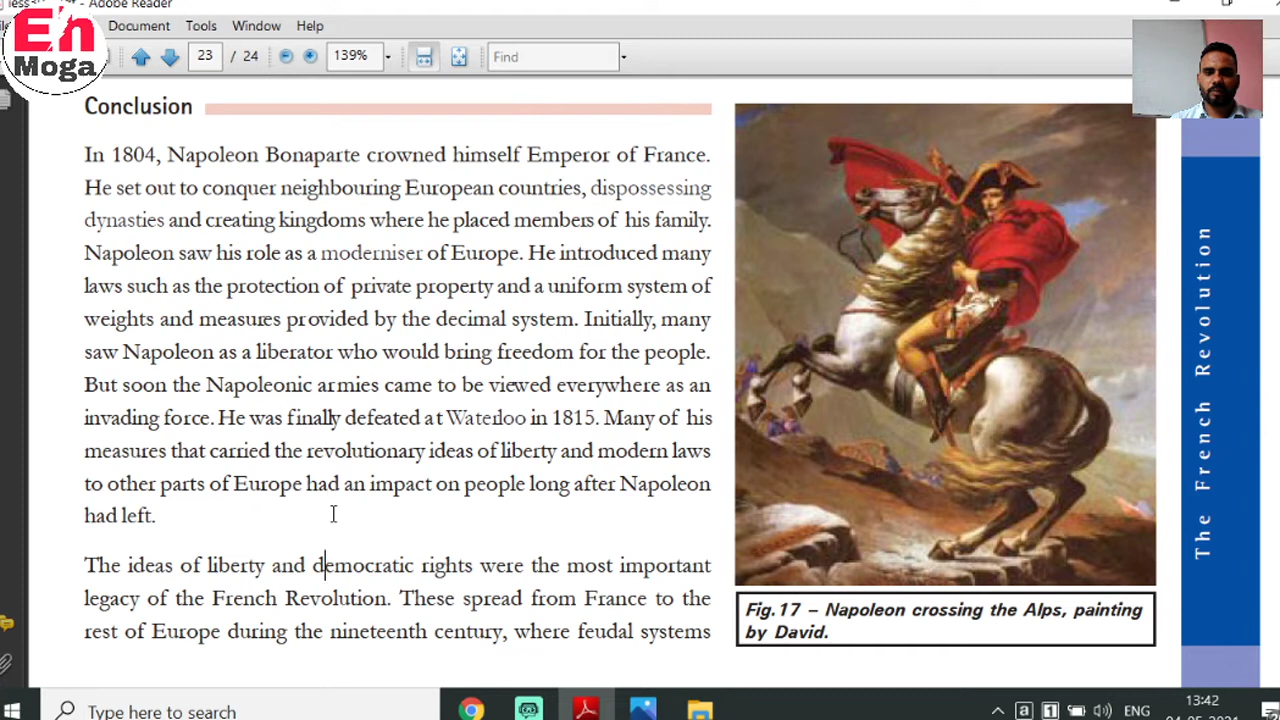 Adobe Reader
Document Tools Window Help
23 / 24 139% Find
Eh
Moga
Conclusion
In 1804, Napoleon Bonaparte crowned himself Emperor of France.
He set out to conquer neighbouring European countries, dispossessing
dynasties and creating kingdoms where he placed members of his family.
Napoleon saw his role as a moderniser of Europe. He introduced many
laws such as the protection of private property and a uniform system of
weights and measures provided by the decimal system. Initially, many
saw Napoleon as a liberator who would bring freedom for the people.
But soon the Napoleonic armies came to be viewed everywhere as an
invading force. He was finally defeated at Waterloo in 1815. Many of his
measures that carried the revolutionary ideas of liberty and modern laws
to other parts of Europe had an impact on people long after Napoleon
had left.
The ideas of liberty and democratic rights were the most important
legacy of the French Revolution. These spread from France to the
rest of Europe during the nineteenth century, where feudal systems
Fig.17 – Napoleon crossing the Alps, painting
by David.
The French Revolution
Type here to search
ENG
13:42
04-05-2021